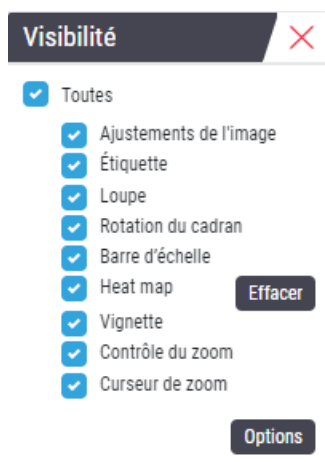 Visibilité
Toutes
Ajustements de l'image
Étiquette
Loupe
Rotation du cadran
Barre d'échelle
Heat map Effacer
Vignette
Contrôle du zoom
Curseur de zoom
Options